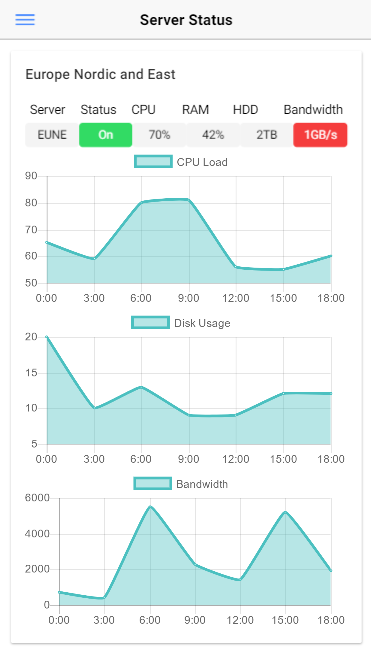 Server Status
Europe Nordic and East
Server Status CPU RAM HDD Bandwidth
EUNE On 70% 42% 2TB 1GB/s
CPU Load
90
80
70
60
50
0:00 3:00 6:00 9:00 12:00 15:00 18:00
Disk Usage
20
15
10
5
0:00 3:00 6:00 9:00 12:00 15:00 18:00
Bandwidth
6000
4000
2000
0
0:00 3:00 6:00 9:00 12:00 15:00 18:00